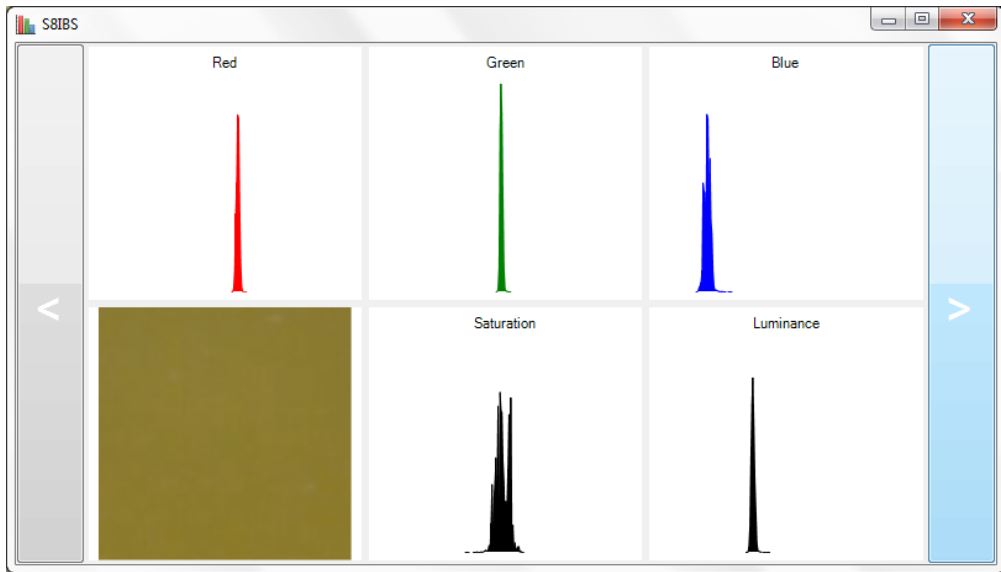 S8IBS
Red
Green
Blue
<
>
Saturation
Luminance